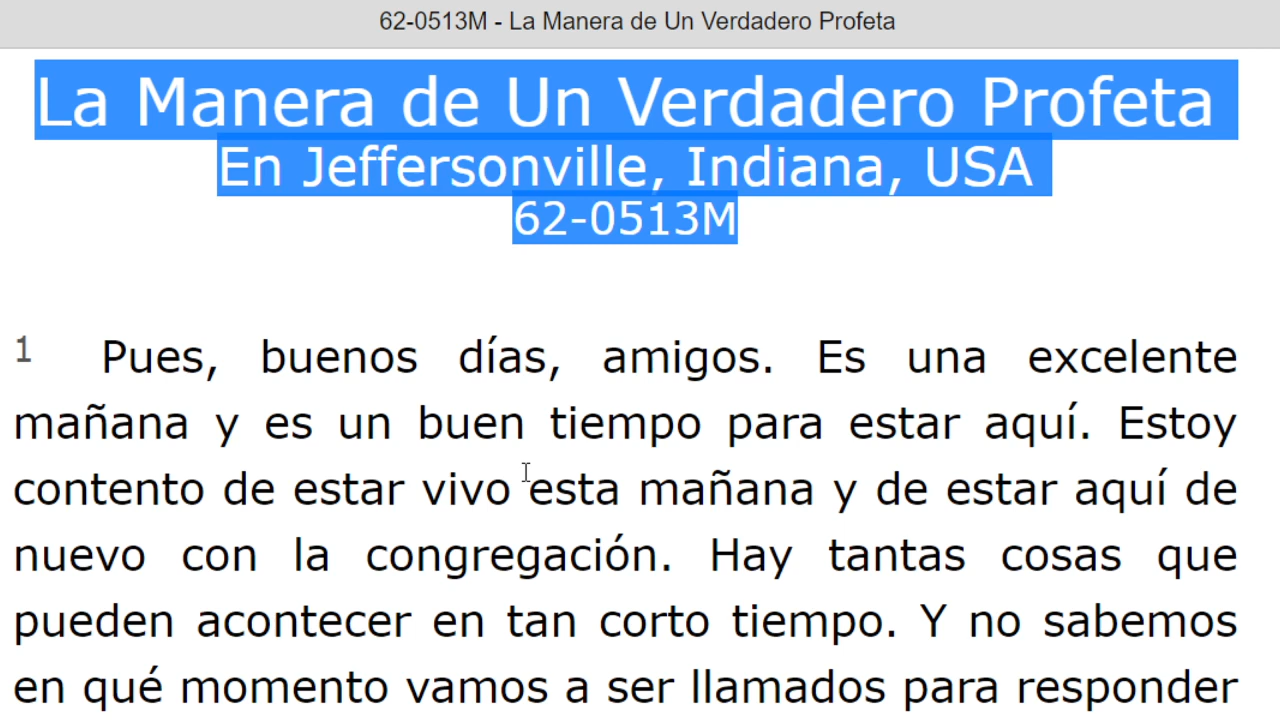 62-0513M - La Manera de Un Verdadero Profeta
La Manera de Un Verdadero Profeta
En Jeffersonville, Indiana, USA
62-0513M
1 Pues, buenos días, amigos. Es una excelente
mañana y es un buen tiempo para estar aquí. Estoy
contento de estar vivo esta mañana y de estar aquí de
nuevo con la congregación. Hay tantas cosas que
pueden acontecer en tan corto tiempo. Y no sabemos
en qué momento vamos a ser llamados para responder